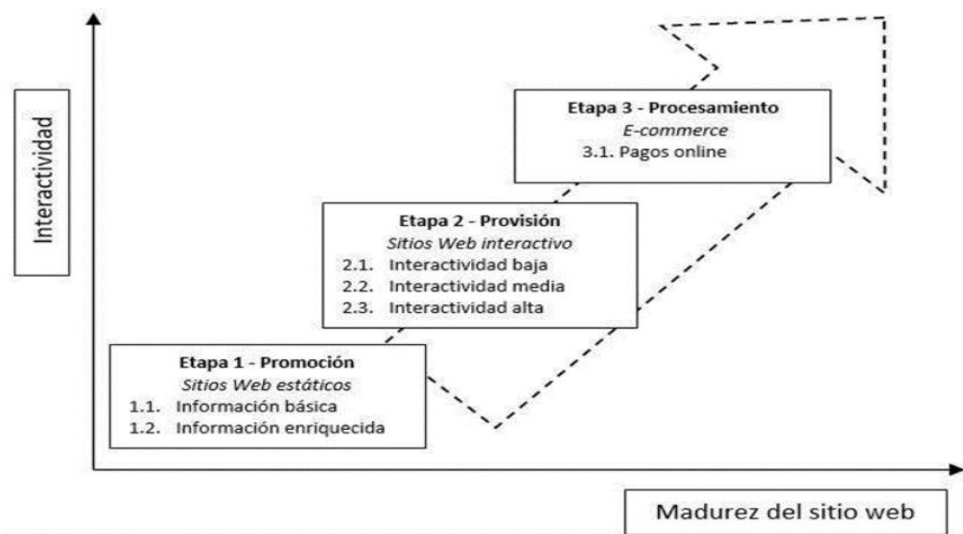 Interactividad
Etapa 3 - Procesamiento
E-commerce
3.1. Pagos online
Etapa 2 - Provisión
Sitios Web interactivo
2.1. Interactividad baja
2.2. Interactividad media
2.3. Interactividad alta
Etapa 1 - Promoción
Sitios Web estáticos
1.1. Información básica
1.2. Información enriquecida
Madurez del sitio web